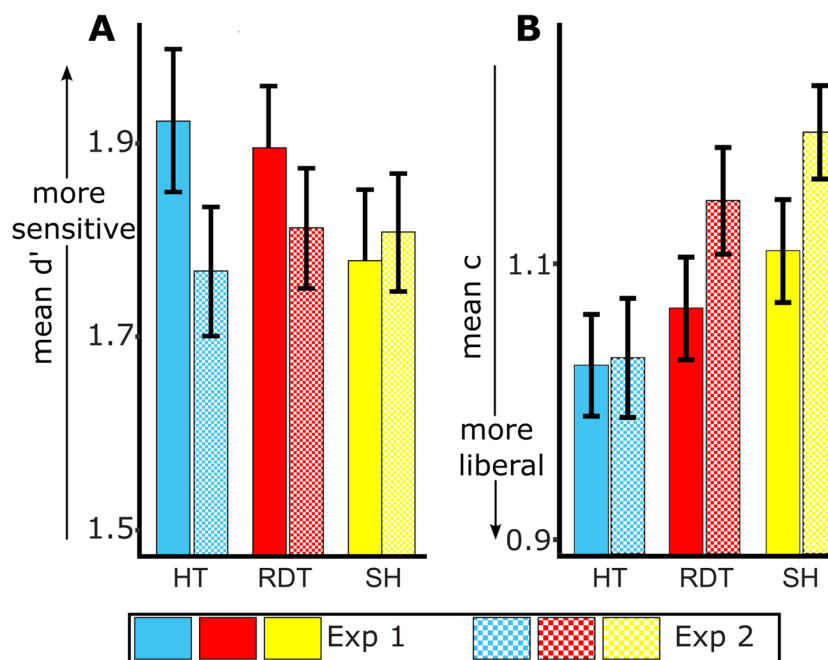 A
1.9
1.7
1.5
more
sensitive
mean d'
HT RDT SH
B
1.1
0.9
mean c
more
liberal
HT RDT SH
Exp 1 Exp 2